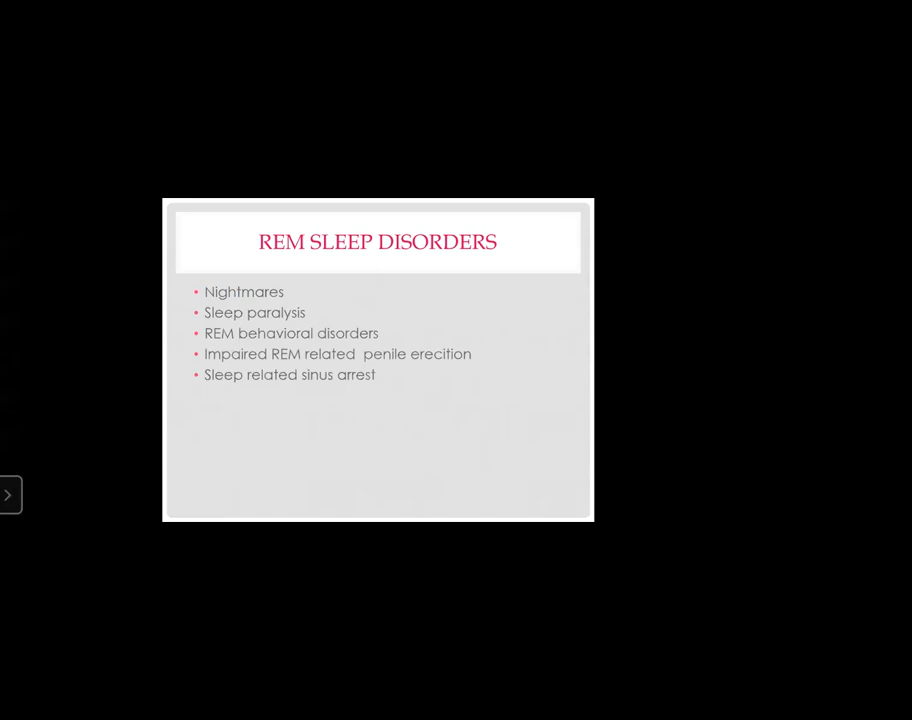 REM SLEEP DISORDERS
• Nightmares
• Sleep paralysis
• REM behavioral disorders
• Impaired REM related  penile erecition
• Sleep related sinus arrest